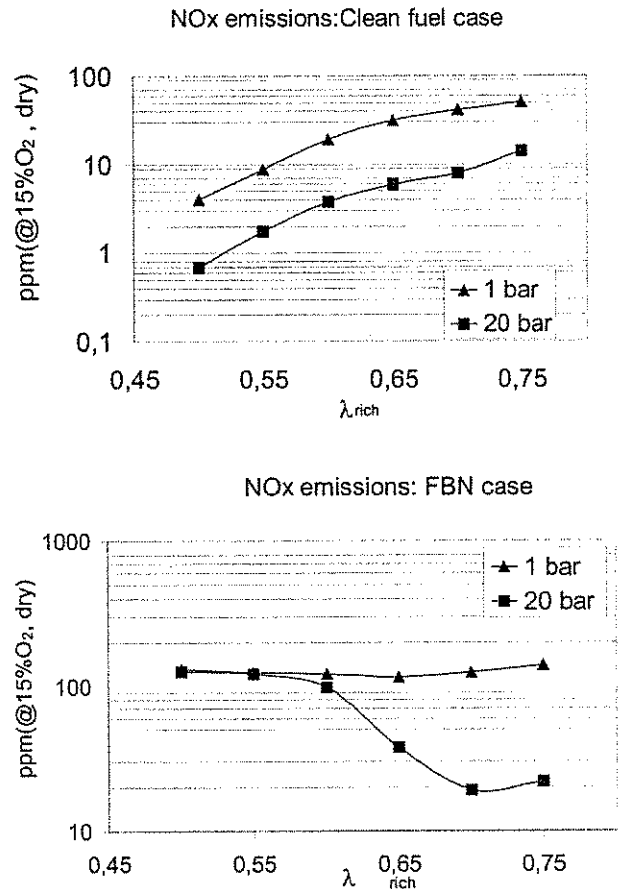 NOx emissions:Clean fuel case
ppm(@15%O₂ , dry)
100
10
1
0,1
1 bar
20 bar
0,45
0,55
0,65
0,75
λrich
NOx emissions: FBN case
ppm(@15%O₂, dry)
1000
100
10
1 bar
20 bar
0,45
0,55
0,65
0,75
λ rich